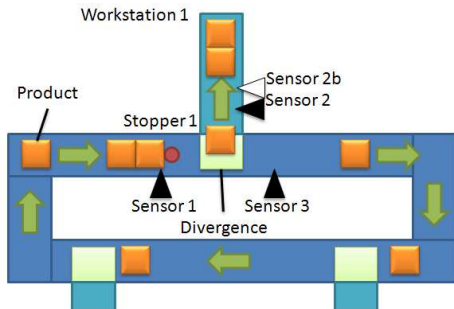 Workstation 1
Sensor 2b
Sensor 2
Product
Stopper 1
Sensor 1
Sensor 3
Divergence